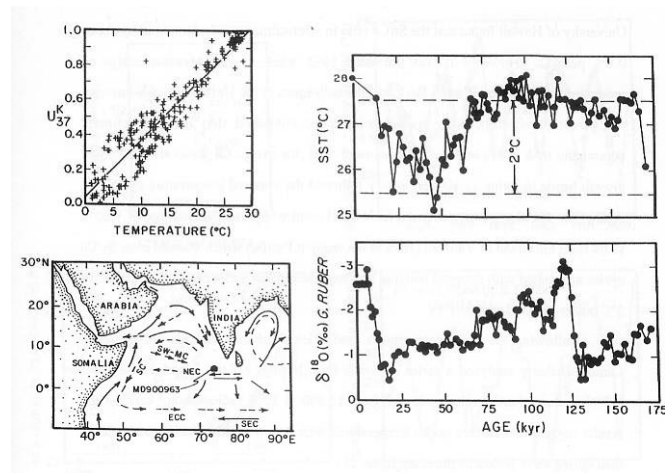 1.0
0.8
U K 37
0.6
0.4
0.2
0.0
0 5 10 15 20 25 30
TEMPERATURE (°C)
28
27
SST (°C)
26
25
2°C
30°N
20°
10°
0°
ARABIA
INDIA
SOMALIA
SW-MC
SC
NEC
MD900963
ECC
SEC
40° 50° 60° 70° 80° 90°E
-3
-2
-1
0
δ18O (‰) G. RUBER
0 25 50 75 100 125 150 175
AGE (kyr)